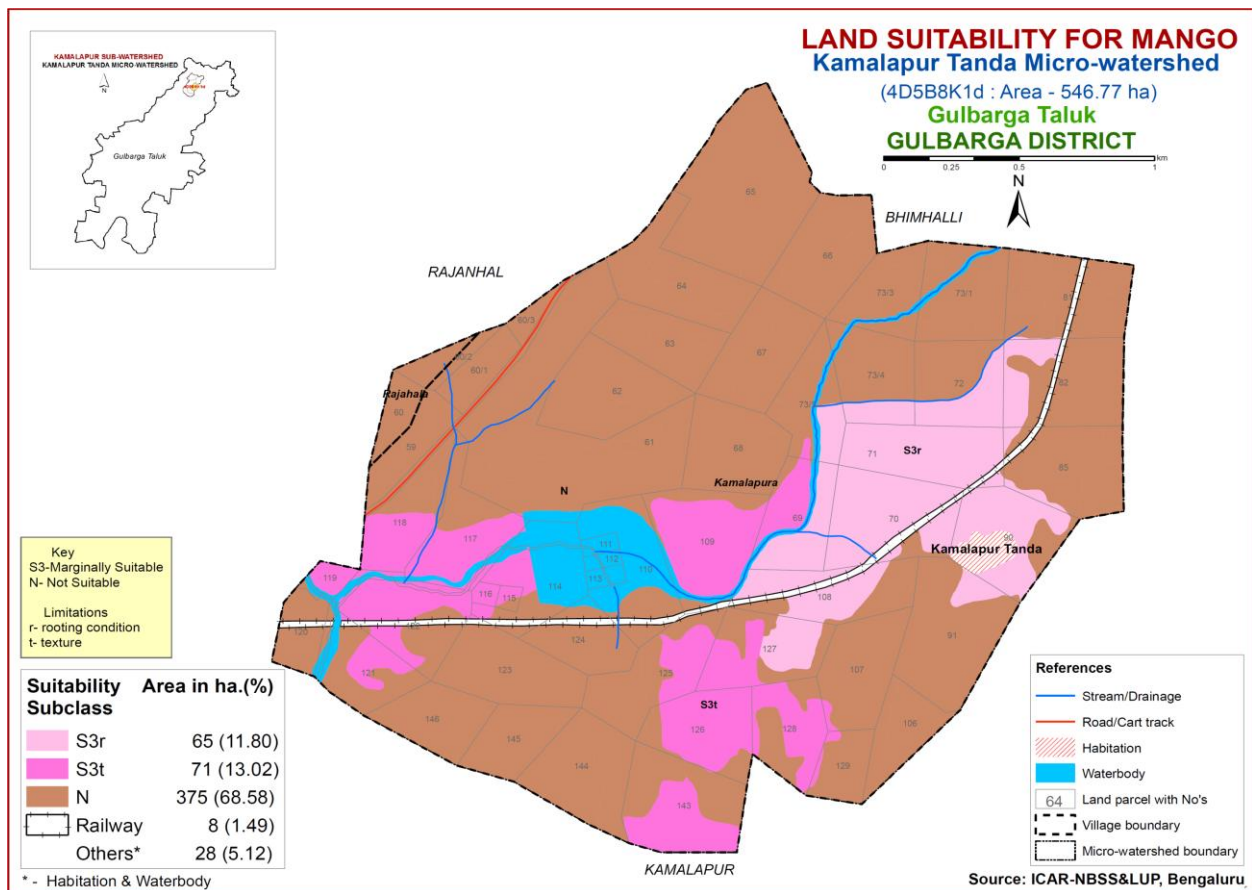 LAND SUITABILITY FOR MANGO
Kamalapur Tanda Micro-watershed
(4D5B8K1d : Area - 546.77 ha)
Gulbarga Taluk
GULBARGA DISTRICT
0 0.25 0.5 1 km
N
KAMALAPUR SUB-WATERSHED
KAMALAPUR TANDA MICRO-WATERSHED
N
Gulbarga Taluk
BHIMHALLI
RAJANHAL
65
66
64
73/3 73/1
60/3
63
67
60/2
60/1
73/4
72
82
Rajahala
60
62
59
61
68
71
S3r
85
Kamalapura
N
118
117
109
69
70
90
Kamalapur Tanda
111
112
113
114
110
119
116
115
108
120
124
127
91
121
123
125
107
S3t
126
128
106
146
145
144
129
143
KAMALAPUR
Key
S3-Marginally Suitable
N- Not Suitable
Limitations
r- rooting condition
t- texture
Suitability Subclass Area in ha.(%)
S3r 65 (11.80)
S3t 71 (13.02)
N 375 (68.58)
Railway 8 (1.49)
Others* 28 (5.12)
* - Habitation & Waterbody
References
Stream/Drainage
Road/Cart track
Habitation
Waterbody
64 Land parcel with No's
Village boundary
Micro-watershed boundary
Source: ICAR-NBSS&LUP, Bengaluru